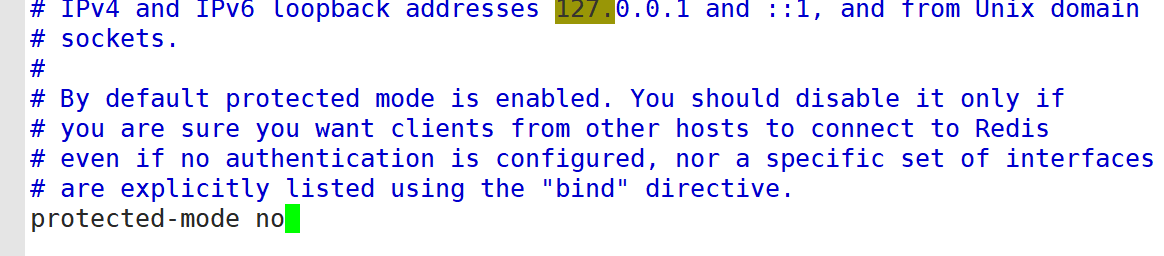 # IPv4 and IPv6 loopback addresses 127.0.0.1 and ::1, and from Unix domain
# sockets.
#
# By default protected mode is enabled. You should disable it only if
# you are sure you want clients from other hosts to connect to Redis
# even if no authentication is configured, nor a specific set of interfaces
# are explicitly listed using the "bind" directive.
protected-mode no